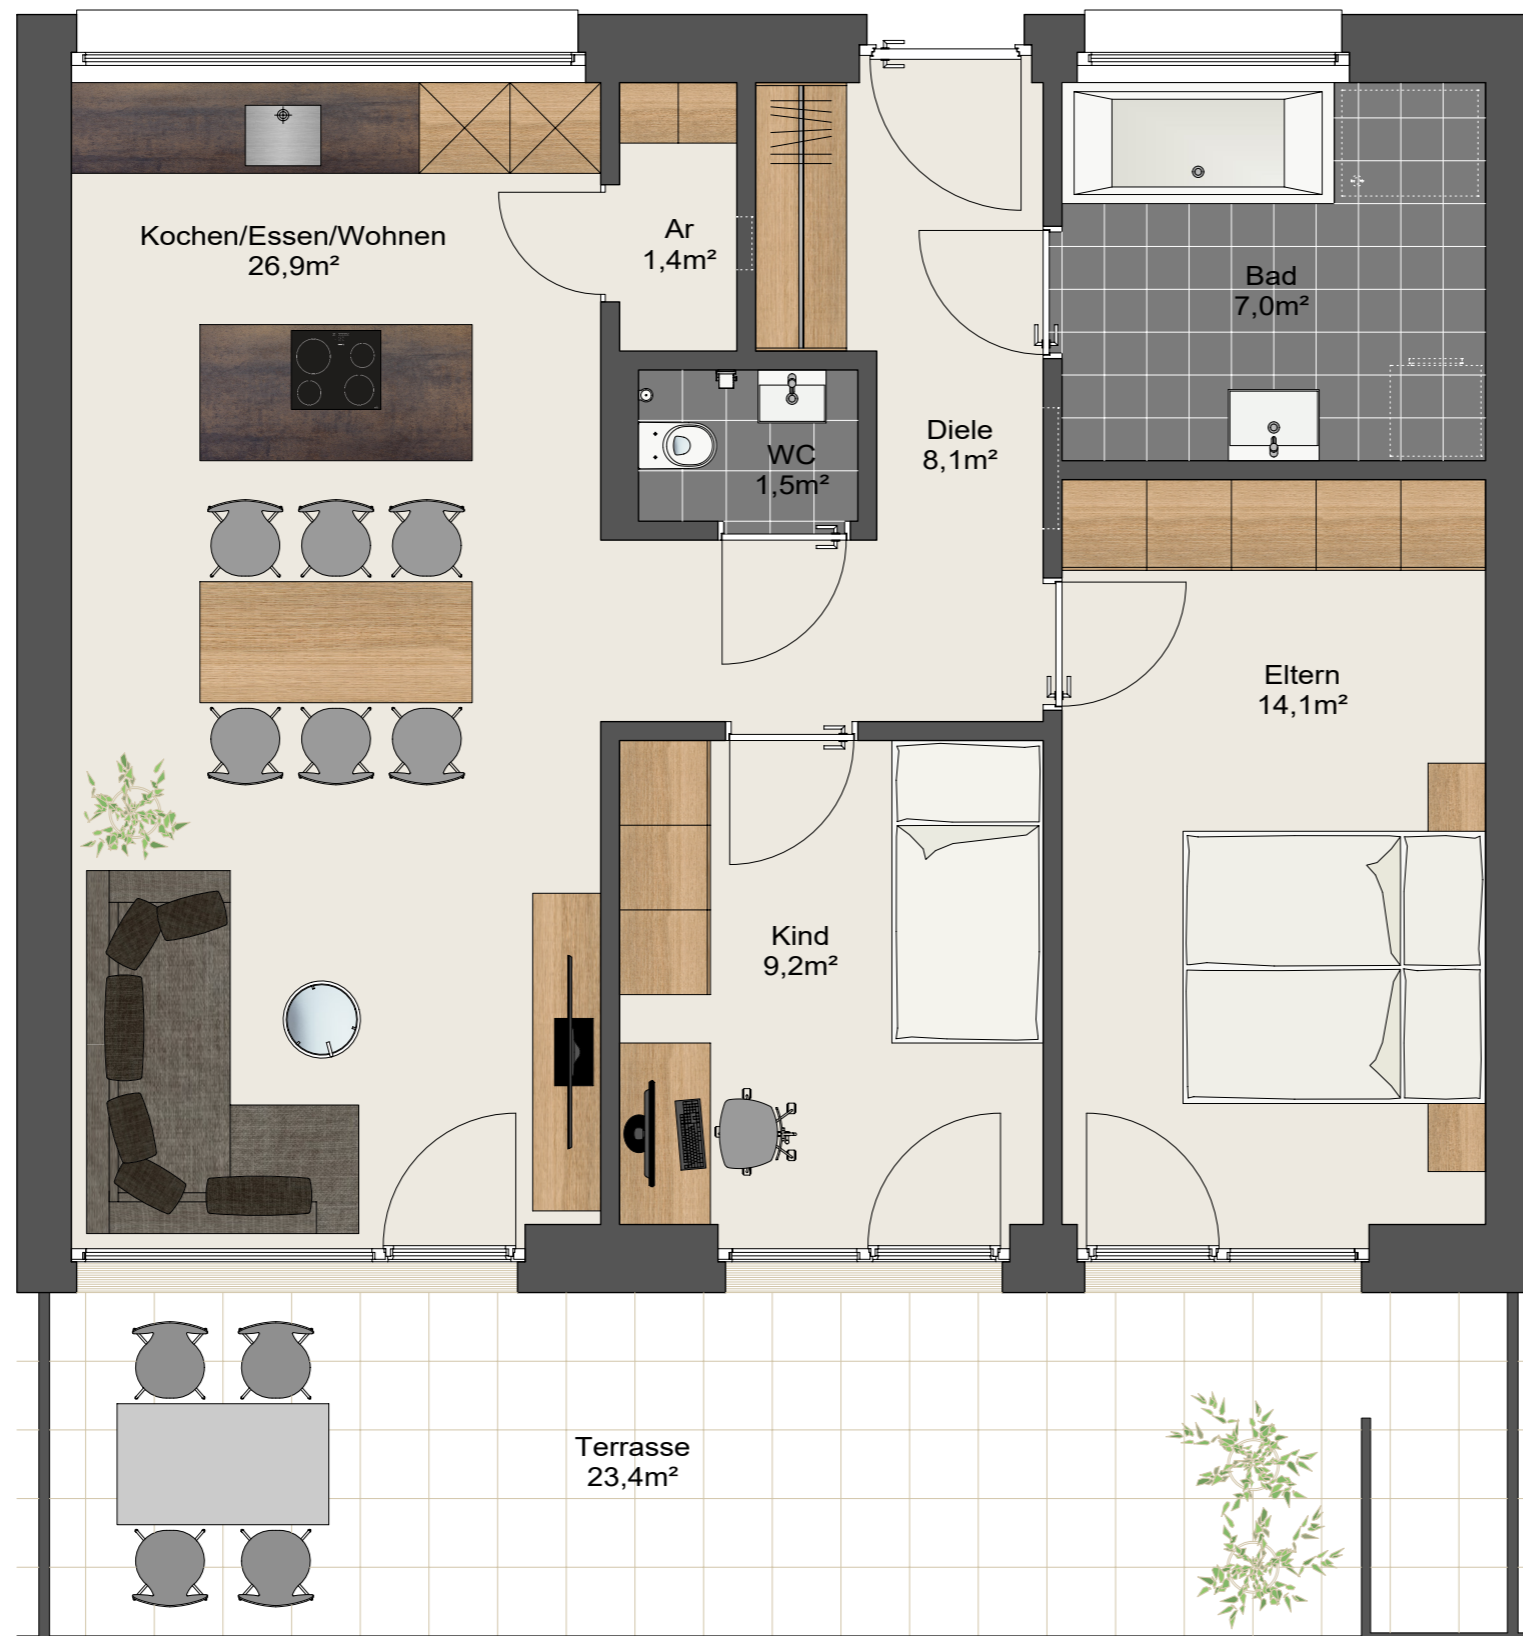 Kochen/Essen/Wohnen
26,9m²
Ar
1,4m²
Bad
7,0m²
Diele
8,1m²
WC
1,5m²
Eltern
14,1m²
Kind
9,2m²
Terrasse
23,4m²